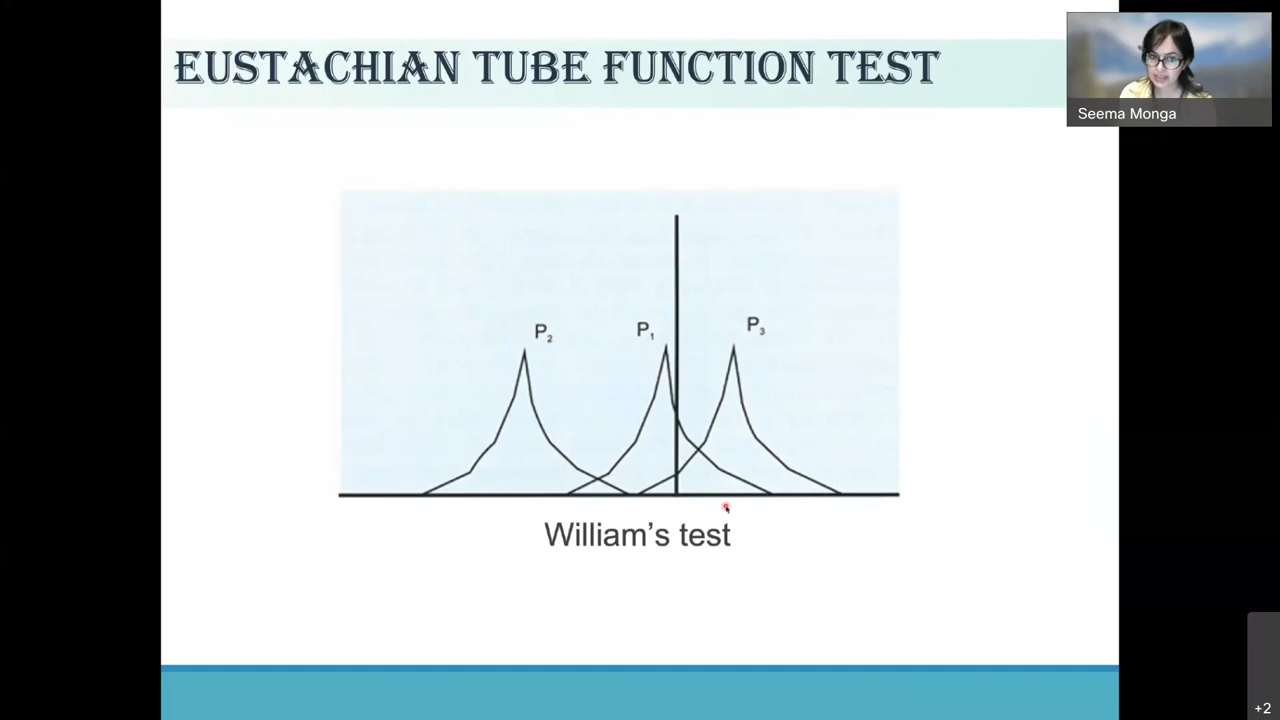 EUSTACHIAN TUBE FUNCTION TEST
Seema Monga
P₂
P₁
P₃
William's test
+2